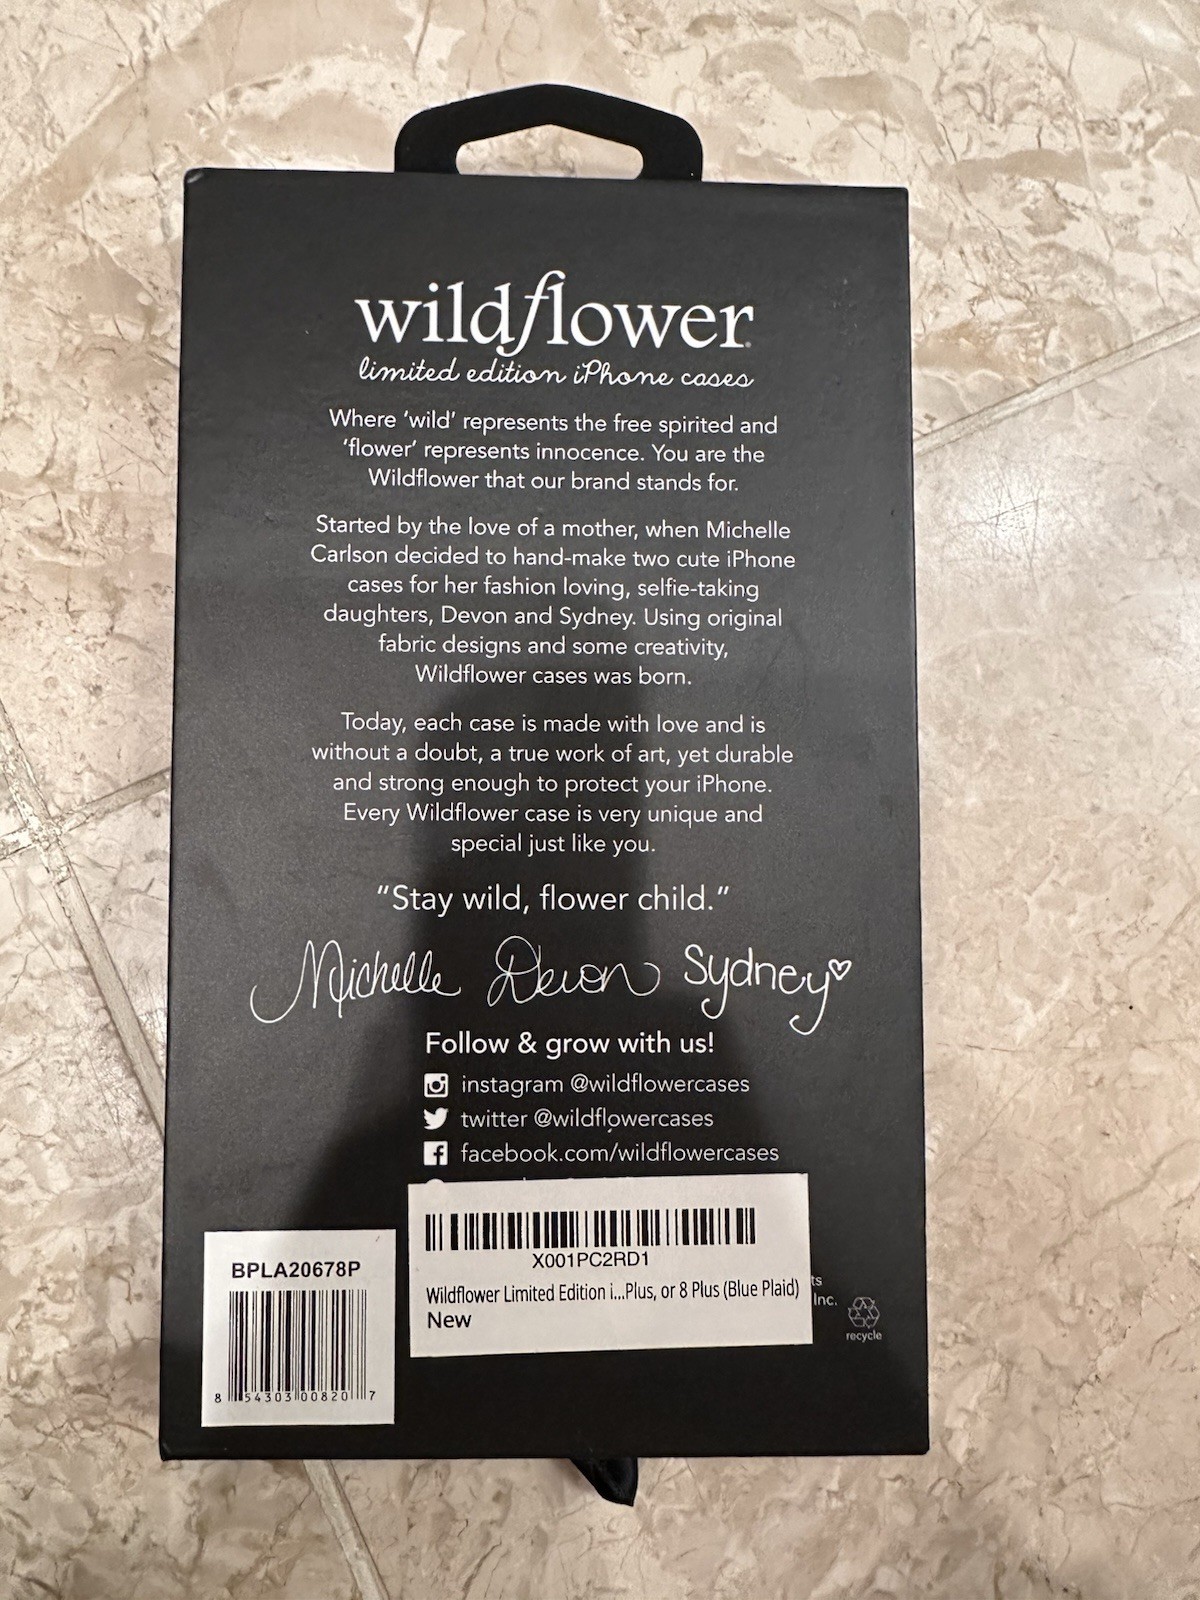 wildflower
limited edition iPhone cases
Where 'wild' represents the free spirited and
'flower' represents innocence. You are the
Wildflower that our brand stands for.
Started by the love of a mother, when Michelle
Carlson decided to hand-make two cute iPhone
cases for her fashion loving, selfie-taking
daughters, Devon and Sydney. Using original
fabric designs and some creativity,
Wildflower cases was born.
Today, each case is made with love and is
without a doubt, a true work of art, yet durable
and strong enough to protect your iPhone.
Every Wildflower case is very unique and
special just like you.
"Stay wild, flower child."
Michelle Devon Sydney
Follow & grow with us!
instagram @wildflowercases
twitter @wildflowercases
facebook.com/wildflowercases
X001PC2RD1
Wildflower Limited Edition i...Plus, or 8 Plus (Blue Plaid)
New
ts
Inc.
recycle
BPLA20678P
8 54303 00820 7